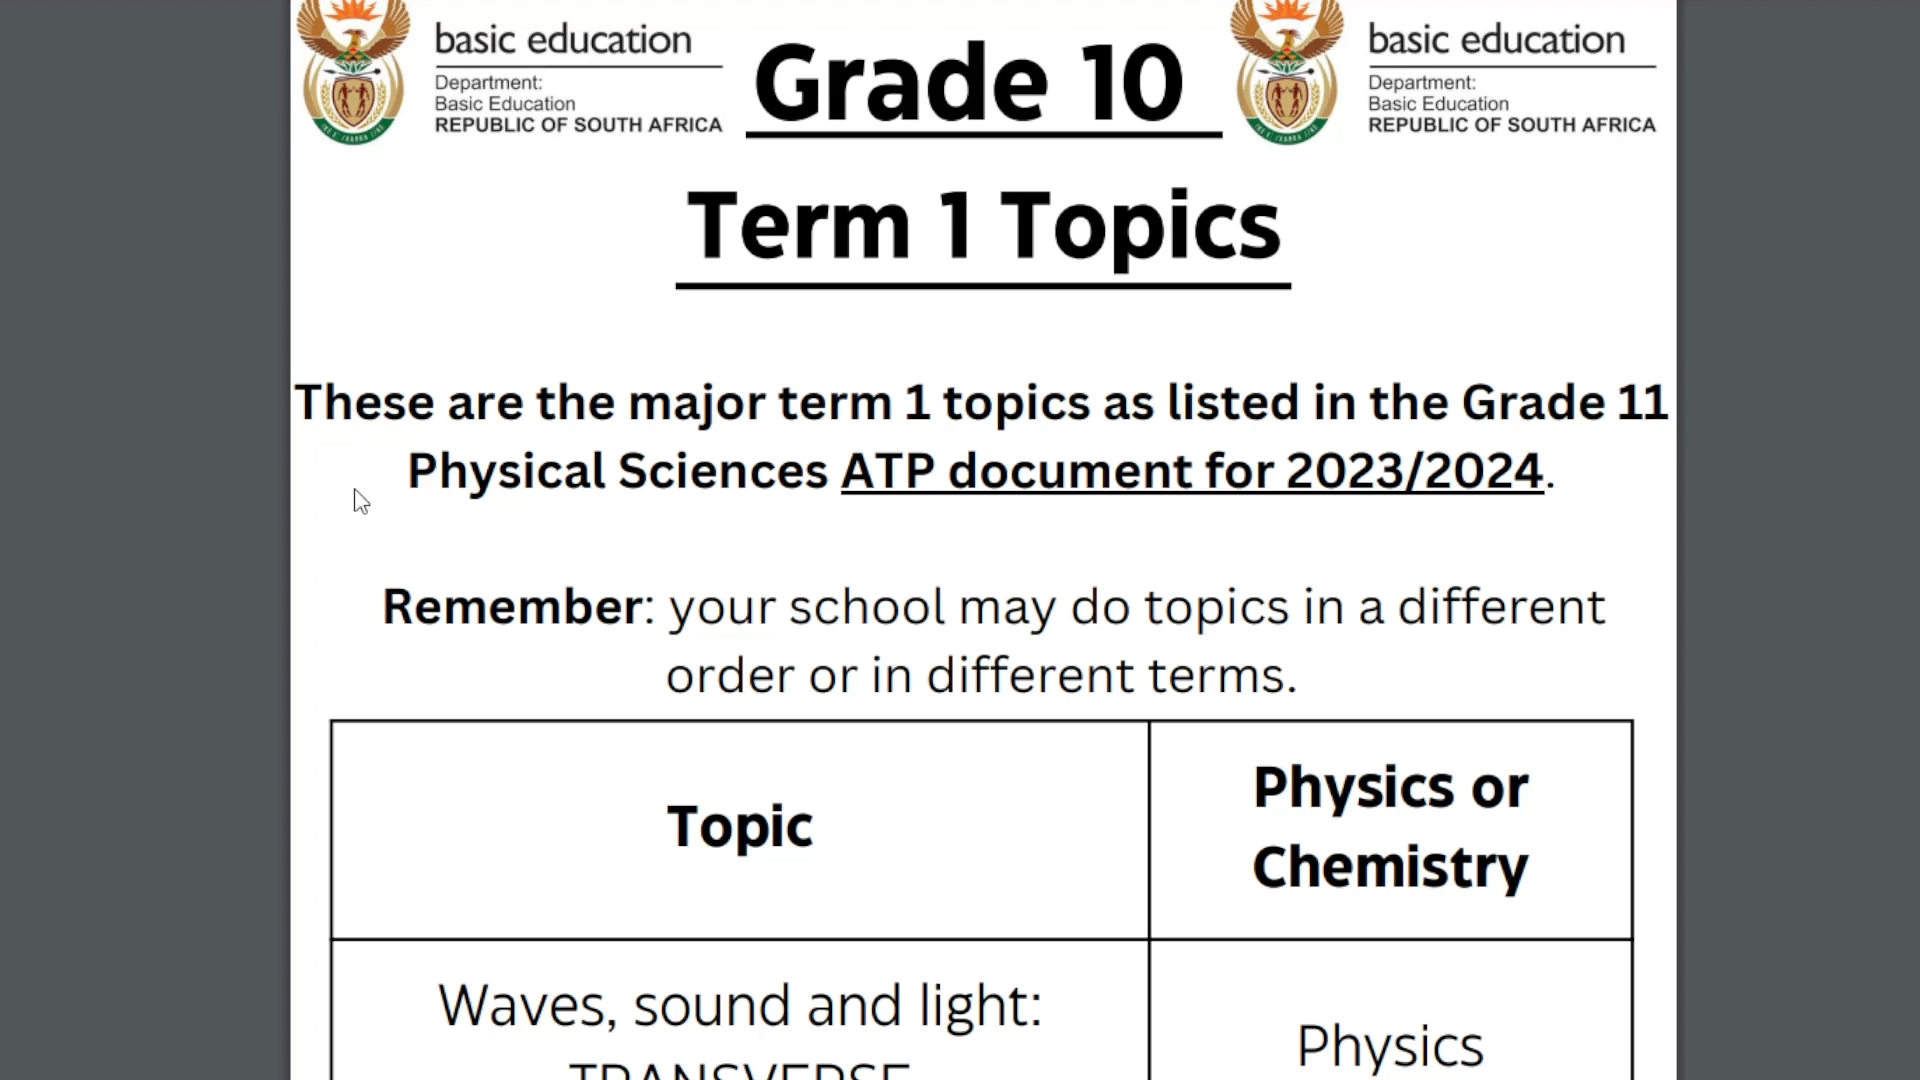 basic education
Department:
Basic Education
REPUBLIC OF SOUTH AFRICA
Grade 10
basic education
Department:
Basic Education
REPUBLIC OF SOUTH AFRICA
Term 1 Topics
These are the major term 1 topics as listed in the Grade 11
Physical Sciences ATP document for 2023/2024.
Remember: your school may do topics in a different
order or in different terms.
Topic
Physics or
Chemistry
Waves, sound and light:
Physics
TRANSVERSE